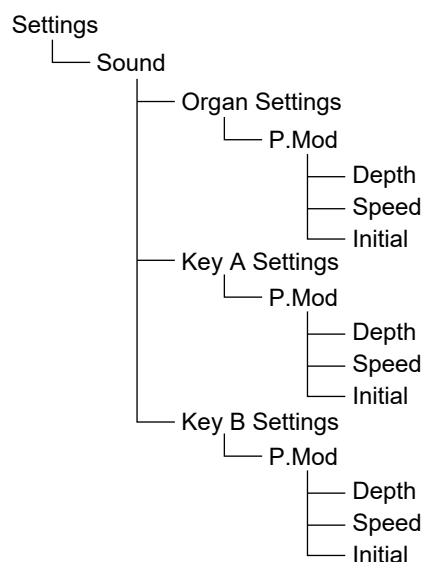 Settings
Sound
Organ Settings
P.Mod
Depth
Speed
Initial
Key A Settings
P.Mod
Depth
Speed
Initial
Key B Settings
P.Mod
Depth
Speed
Initial